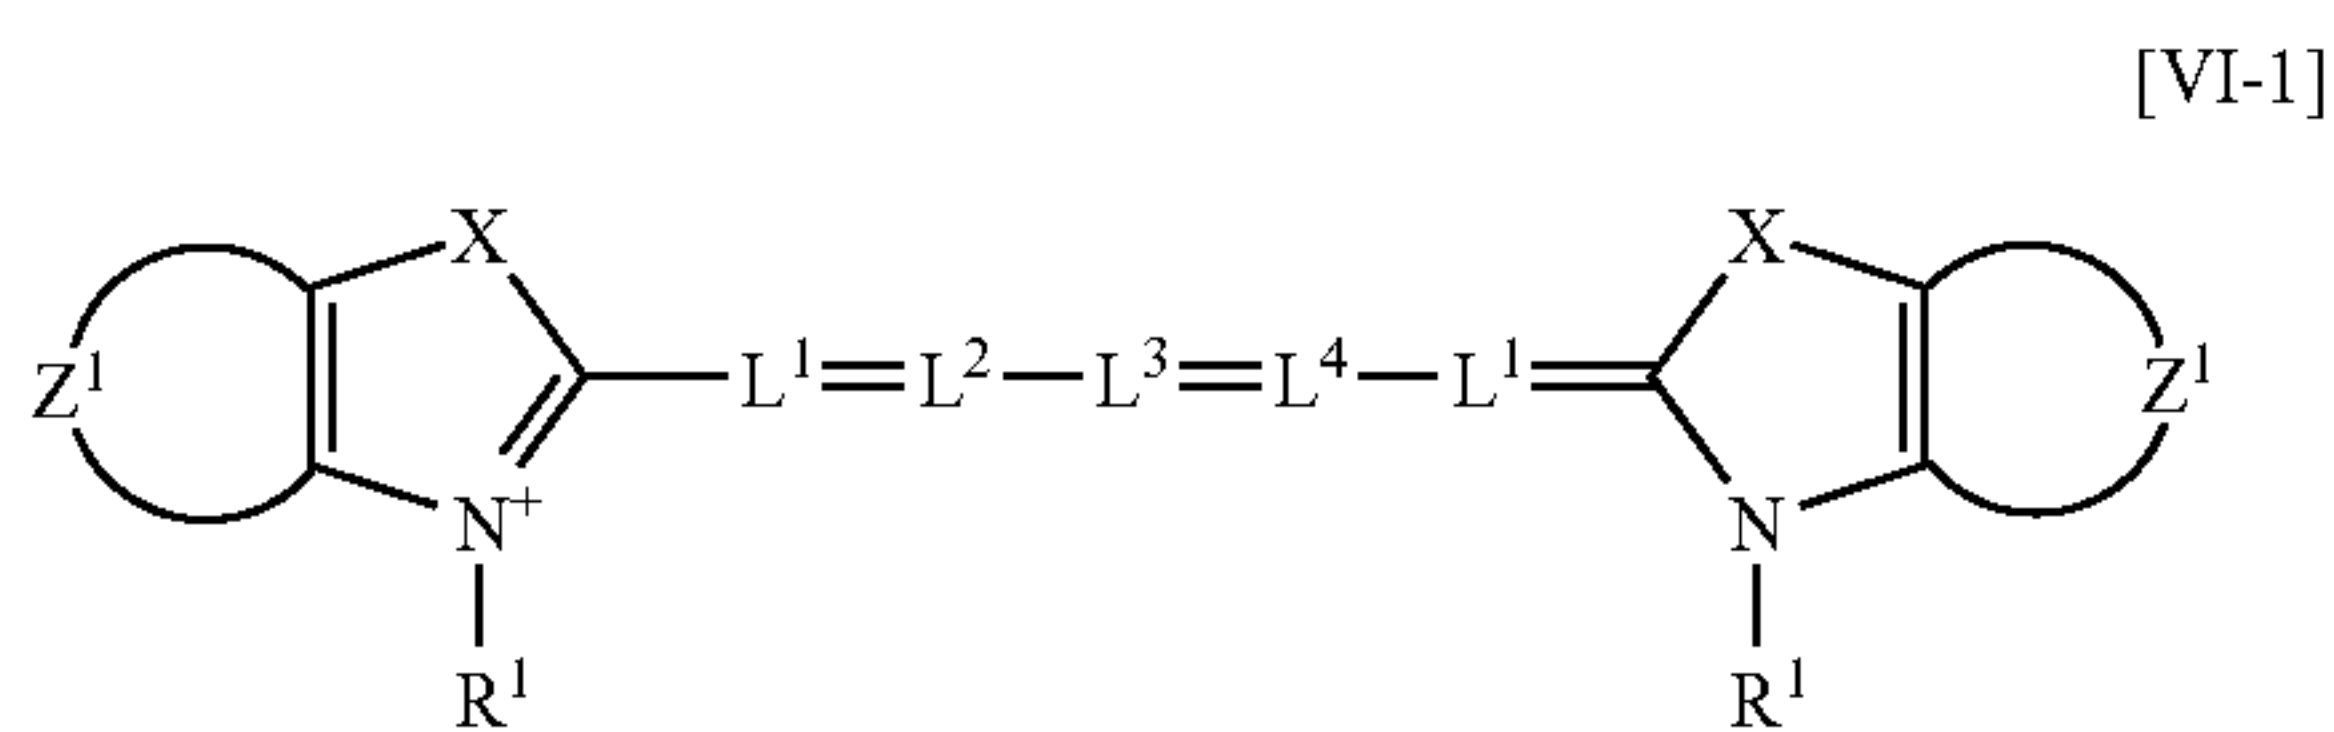 [VI-1]
X X
Z¹ L¹=L²—L³=L⁴—L¹= Z¹
N⁺ N
R¹ R¹